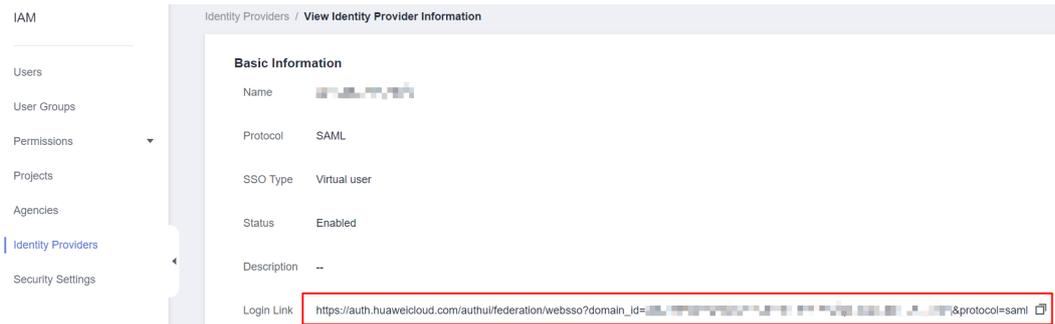 IAM
Identity Providers / View Identity Provider Information
Users
User Groups
Permissions
Projects
Agencies
Identity Providers
Security Settings
Basic Information
Name
Protocol SAML
SSO Type Virtual user
Status Enabled
Description --
Login Link https://auth.huaweicloud.com/authui/federation/websso?domain_id= &protocol=saml